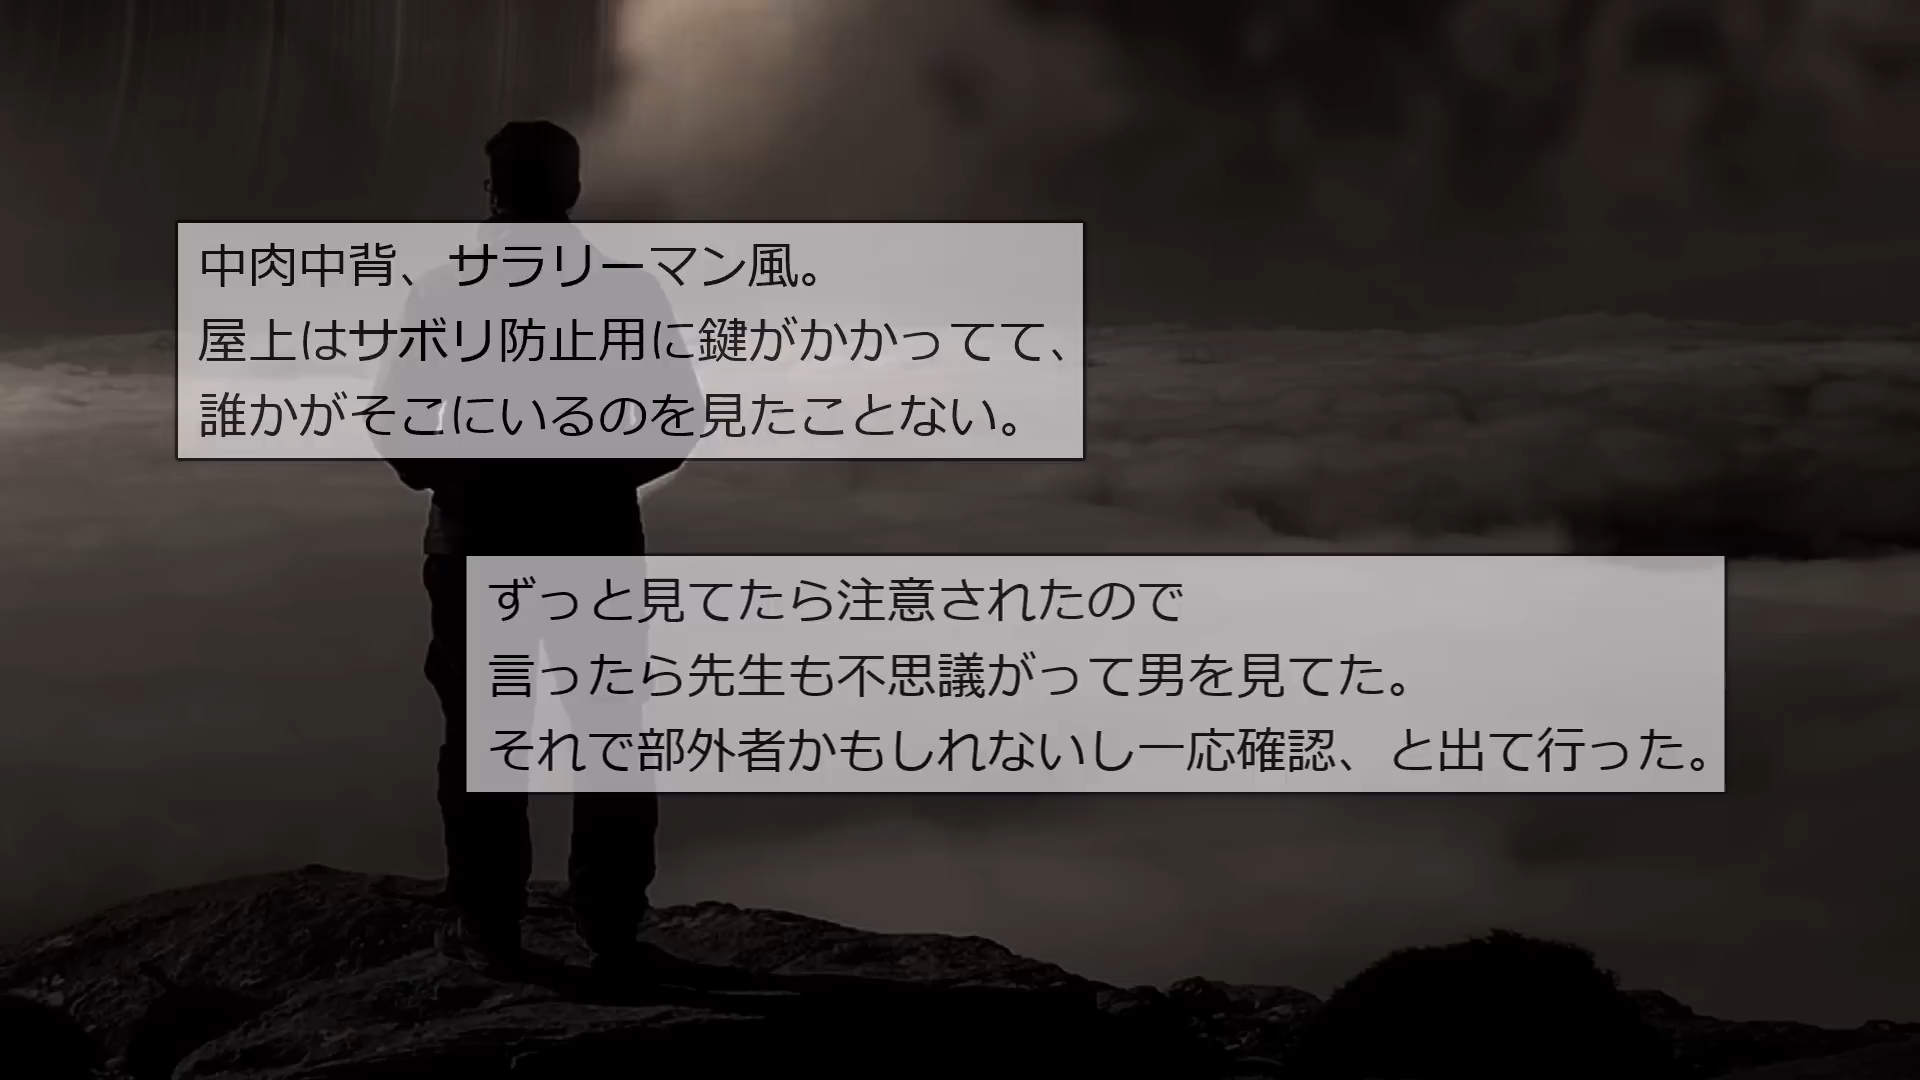 中肉中背、サラリーマン風。
屋上はサボリ防止用に鍵がかかってて、
誰かがそこにいるのを見たことない。
ずっと見てたら注意されたので
言ったら先生も不思議がって男を見てた。
それで部外者かもしれないし一応確認、と出て行った。